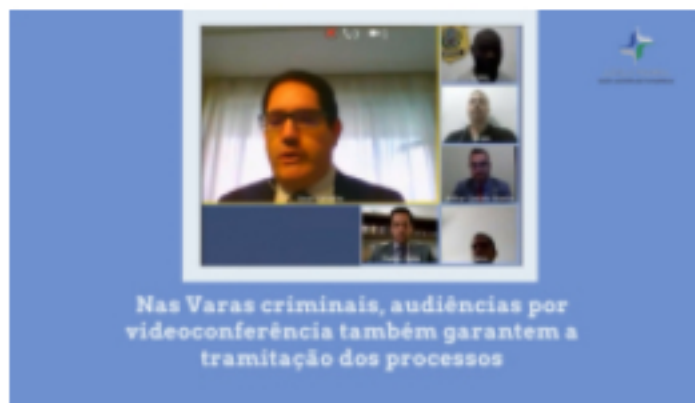 Nas Varas criminais, audiências por
videoconferência também garantem a
tramitação dos processos